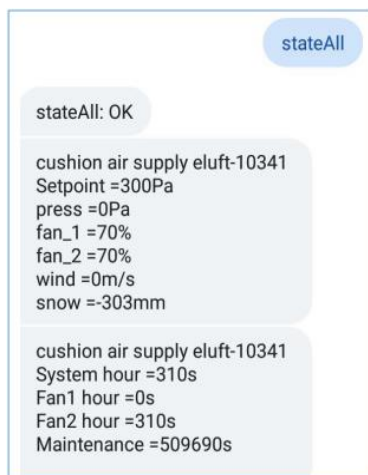 stateAll
stateAll: OK
cushion air supply eluft-10341
Setpoint =300Pa
press =0Pa
fan_1 =70%
fan_2 =70%
wind =0m/s
snow =-303mm
cushion air supply eluft-10341
System hour =310s
Fan1 hour =0s
Fan2 hour =310s
Maintenance =509690s